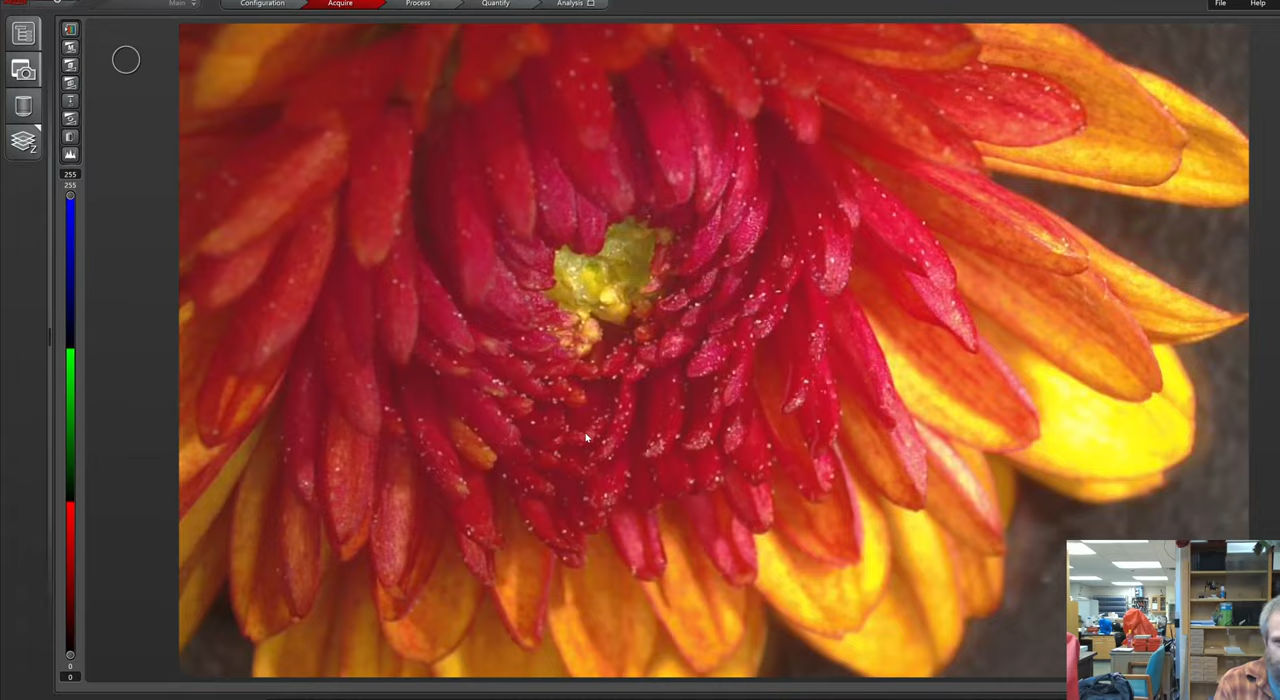 Main
Configuration
Acquire
Process
Quantify
Analysis
File
Help
255
255
Z
0
0